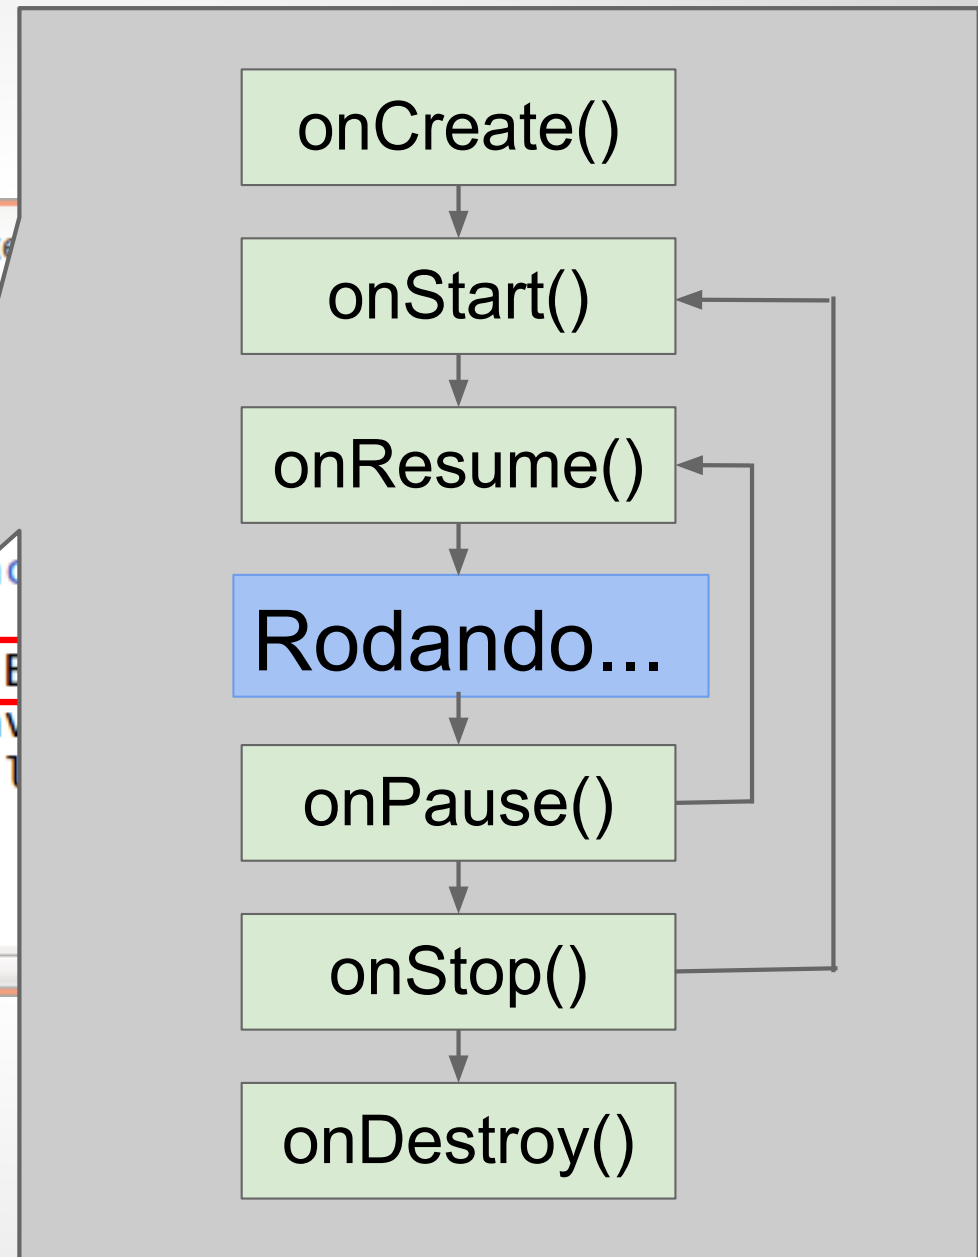 onCreate()
onStart()
onResume()
Rodando...
onPause()
onStop()
onDestroy()